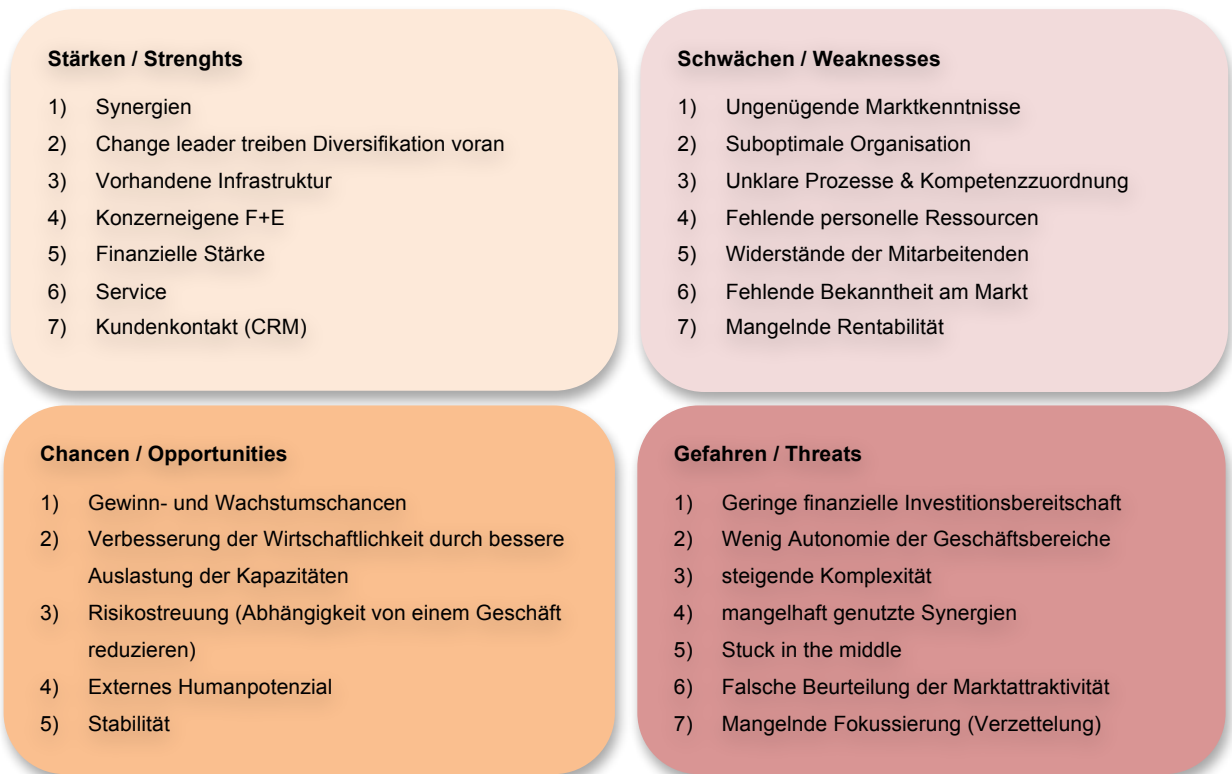 Stärken / Strenghts
1) Synergien
2) Change leader treiben Diversifikation voran
3) Vorhandene Infrastruktur
4) Konzerneigene F+E
5) Finanzielle Stärke
6) Service
7) Kundenkontakt (CRM)
Schwächen / Weaknesses
1) Ungenügende Marktkenntnisse
2) Suboptimale Organisation
3) Unklare Prozesse & Kompetenzzuordnung
4) Fehlende personelle Ressourcen
5) Widerstände der Mitarbeitenden
6) Fehlende Bekanntheit am Markt
7) Mangelnde Rentabilität
Chancen / Opportunities
1) Gewinn- und Wachstumschancen
2) Verbesserung der Wirtschaftlichkeit durch bessere
Auslastung der Kapazitäten
3) Risikostreuung (Abhängigkeit von einem Geschäft
reduzieren)
4) Externes Humanpotenzial
5) Stabilität
Gefahren / Threats
1) Geringe finanzielle Investitionsbereitschaft
2) Wenig Autonomie der Geschäftsbereiche
3) steigende Komplexität
4) mangelhaft genutzte Synergien
5) Stuck in the middle
6) Falsche Beurteilung der Marktattraktivität
7) Mangelnde Fokussierung (Verzettelung)